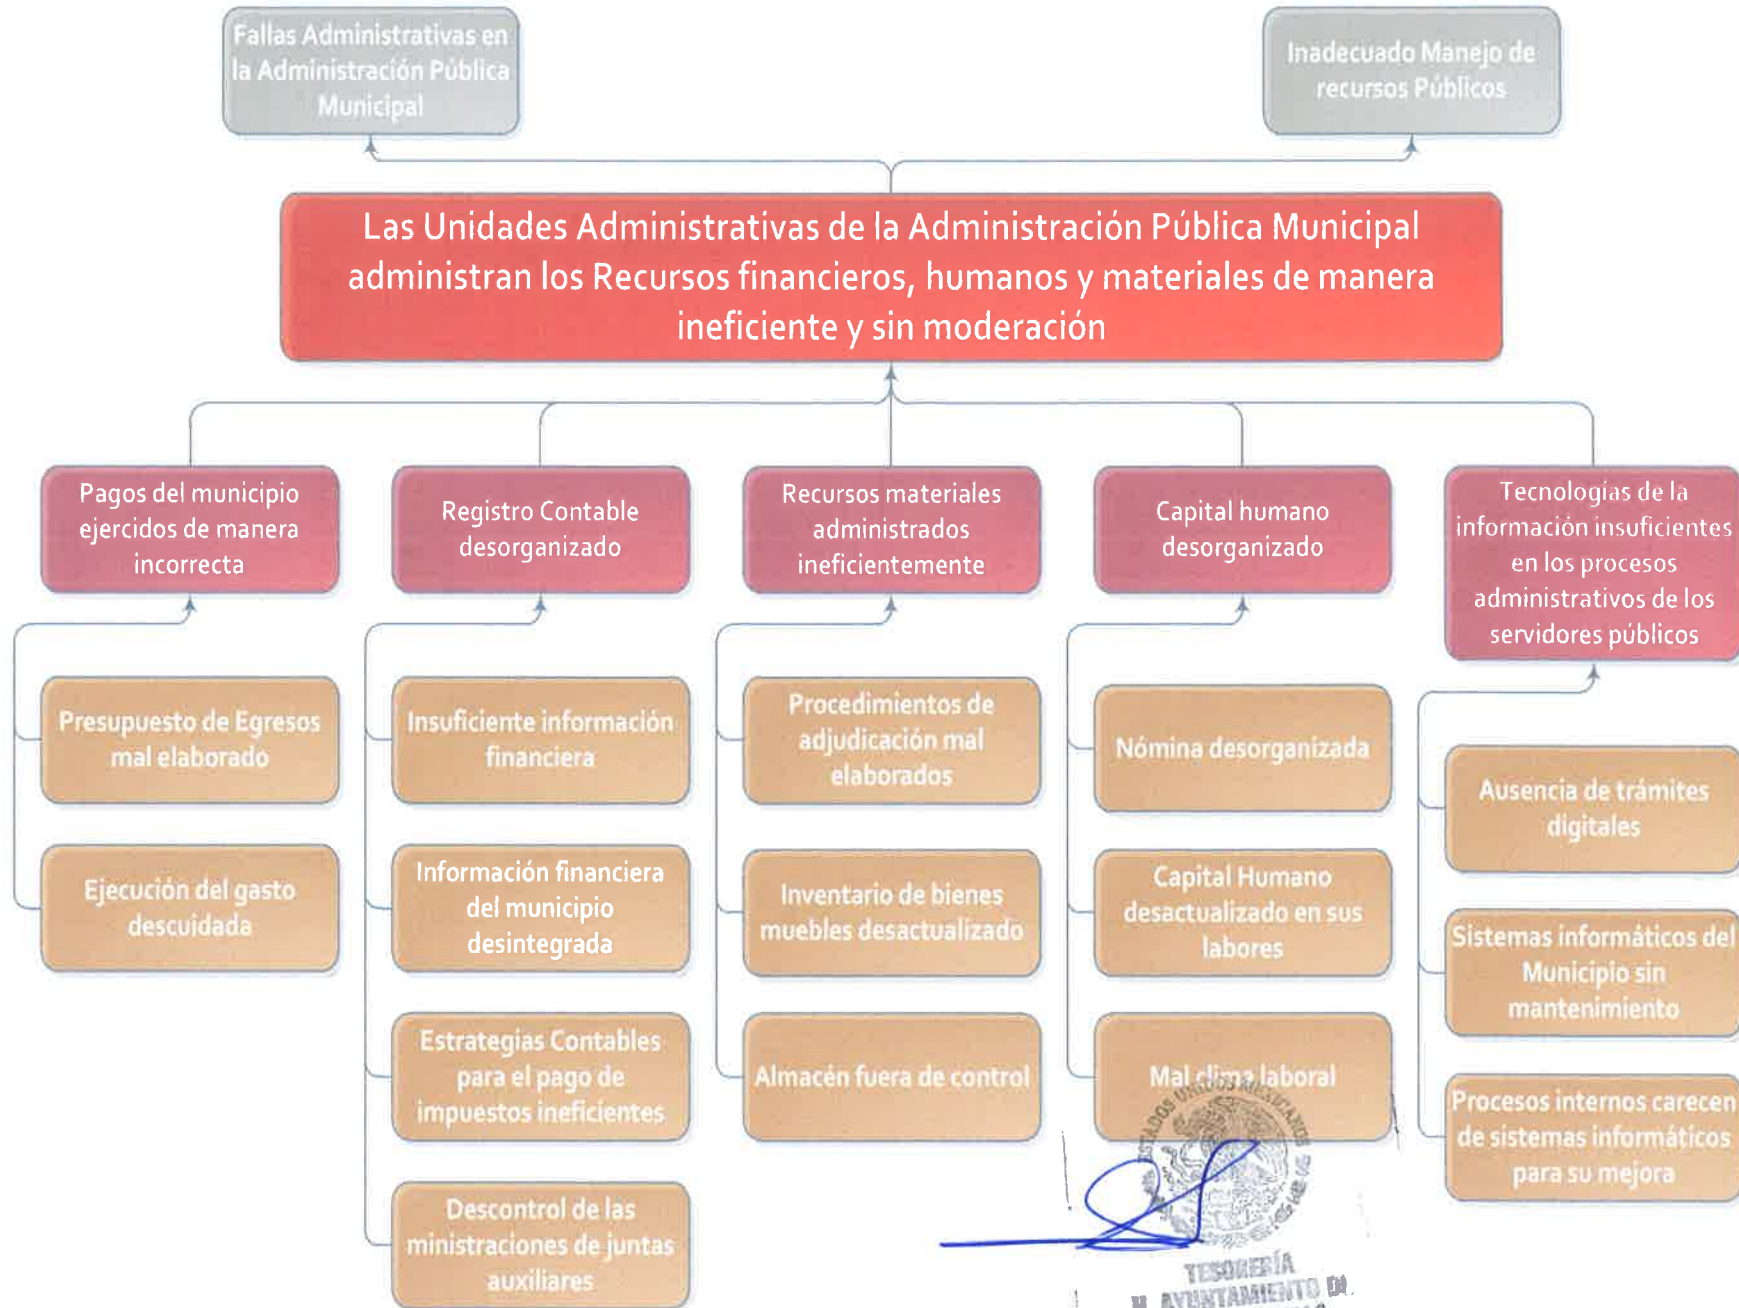 Fallas Administrativas en
la Administración Pública
Municipal
Inadecuado Manejo de
recursos Públicos
Las Unidades Administrativas de la Administración Pública Municipal
administran los Recursos financieros, humanos y materiales de manera
ineficiente y sin moderación
Pagos del municipio
ejercidos de manera
incorrecta
Registro Contable
desorganizado
Recursos materiales
administrados
ineficientemente
Capital humano
desorganizado
Tecnologías de la
información insuficientes
en los procesos
administrativos de los
servidores públicos
Presupuesto de Egresos
mal elaborado
Ejecución del gasto
descuidada
Insuficiente información
financiera
Información financiera
del municipio
desintegrada
Estrategias Contables
para el pago de
impuestos ineficientes
Descontrol de las
ministraciones de juntas
auxiliares
Procedimientos de
adjudicación mal
elaborados
Inventario de bienes
muebles desactualizado
Almacén fuera de control
Nómina desorganizada
Capital Humano
desactualizado en sus
labores
Mal clima laboral
Ausencia de trámites
digitales
Sistemas informáticos del
Municipio sin
mantenimiento
Procesos internos carecen
de sistemas informáticos
para su mejora
ESTADOS UNIDOS MEXICANOS
TESORERÍA
H. AYUNTAMIENTO DE